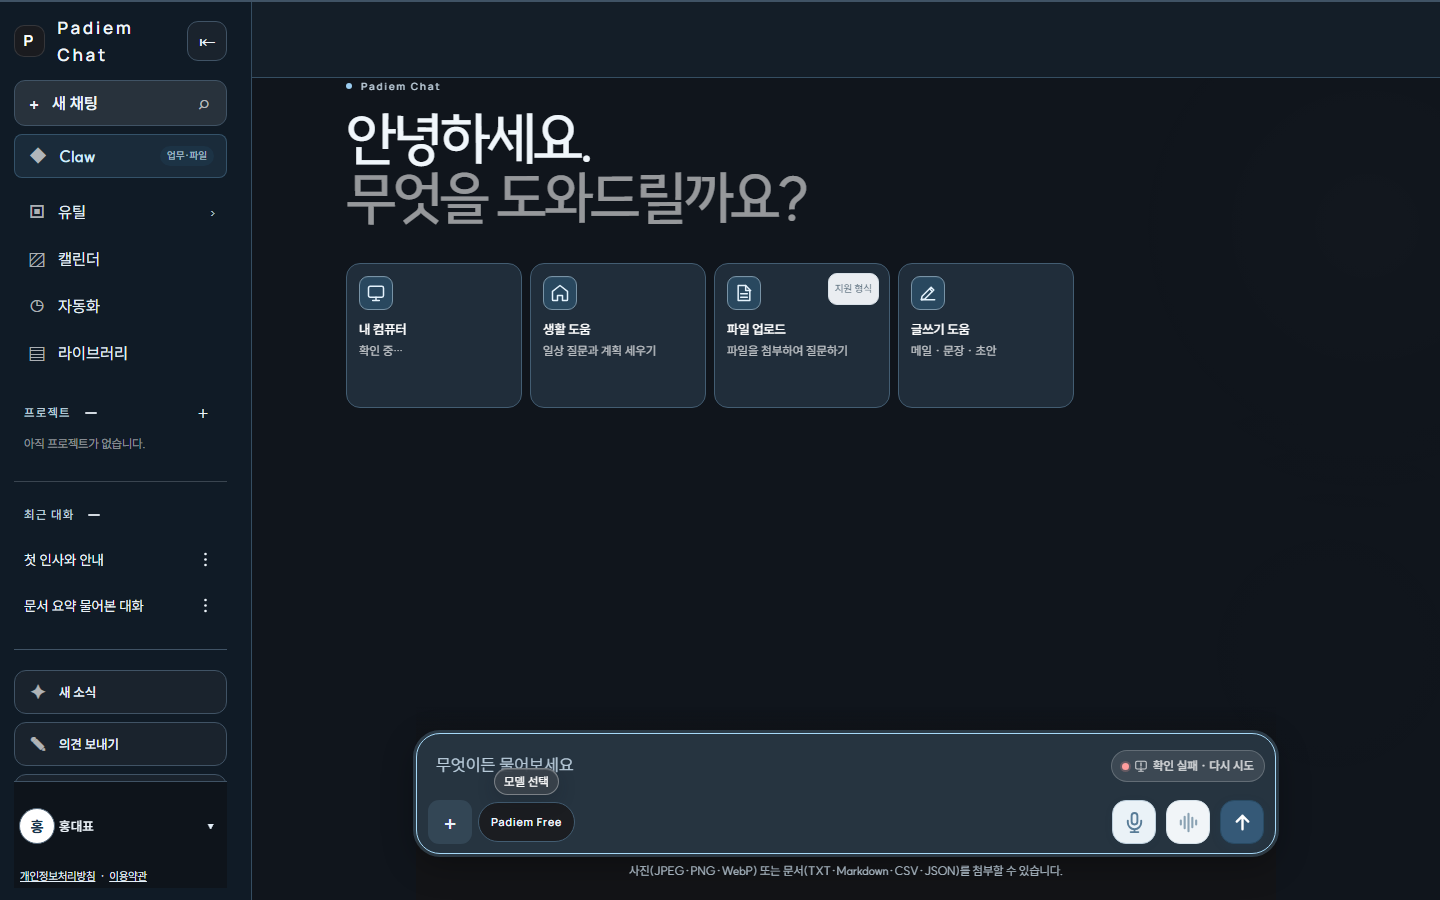 P
Padiem
Chat
+ 새 채팅
Claw 업무·파일
유틸
캘린더
자동화
라이브러리
프로젝트 +
아직 프로젝트가 없습니다.
최근 대화
첫 인사와 안내
문서 요약 물어본 대화
새 소식
의견 보내기
홍 홍대표
개인정보처리방침 · 이용약관
Padiem Chat
안녕하세요.
무엇을 도와드릴까요?
내 컴퓨터
확인 중…
생활 도움
일상 질문과 계획 세우기
지원 형식
파일 업로드
파일을 첨부하여 질문하기
글쓰기 도움
메일 · 문장 · 초안
무엇이든 물어보세요
확인 실패 · 다시 시도
모델 선택
+ Padiem Free
사진(JPEG·PNG·WebP) 또는 문서(TXT·Markdown·CSV·JSON)를 첨부할 수 있습니다.